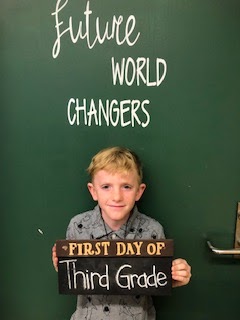 Future
WORLD
CHANGERS
FIRST DAY OF
Third Grade